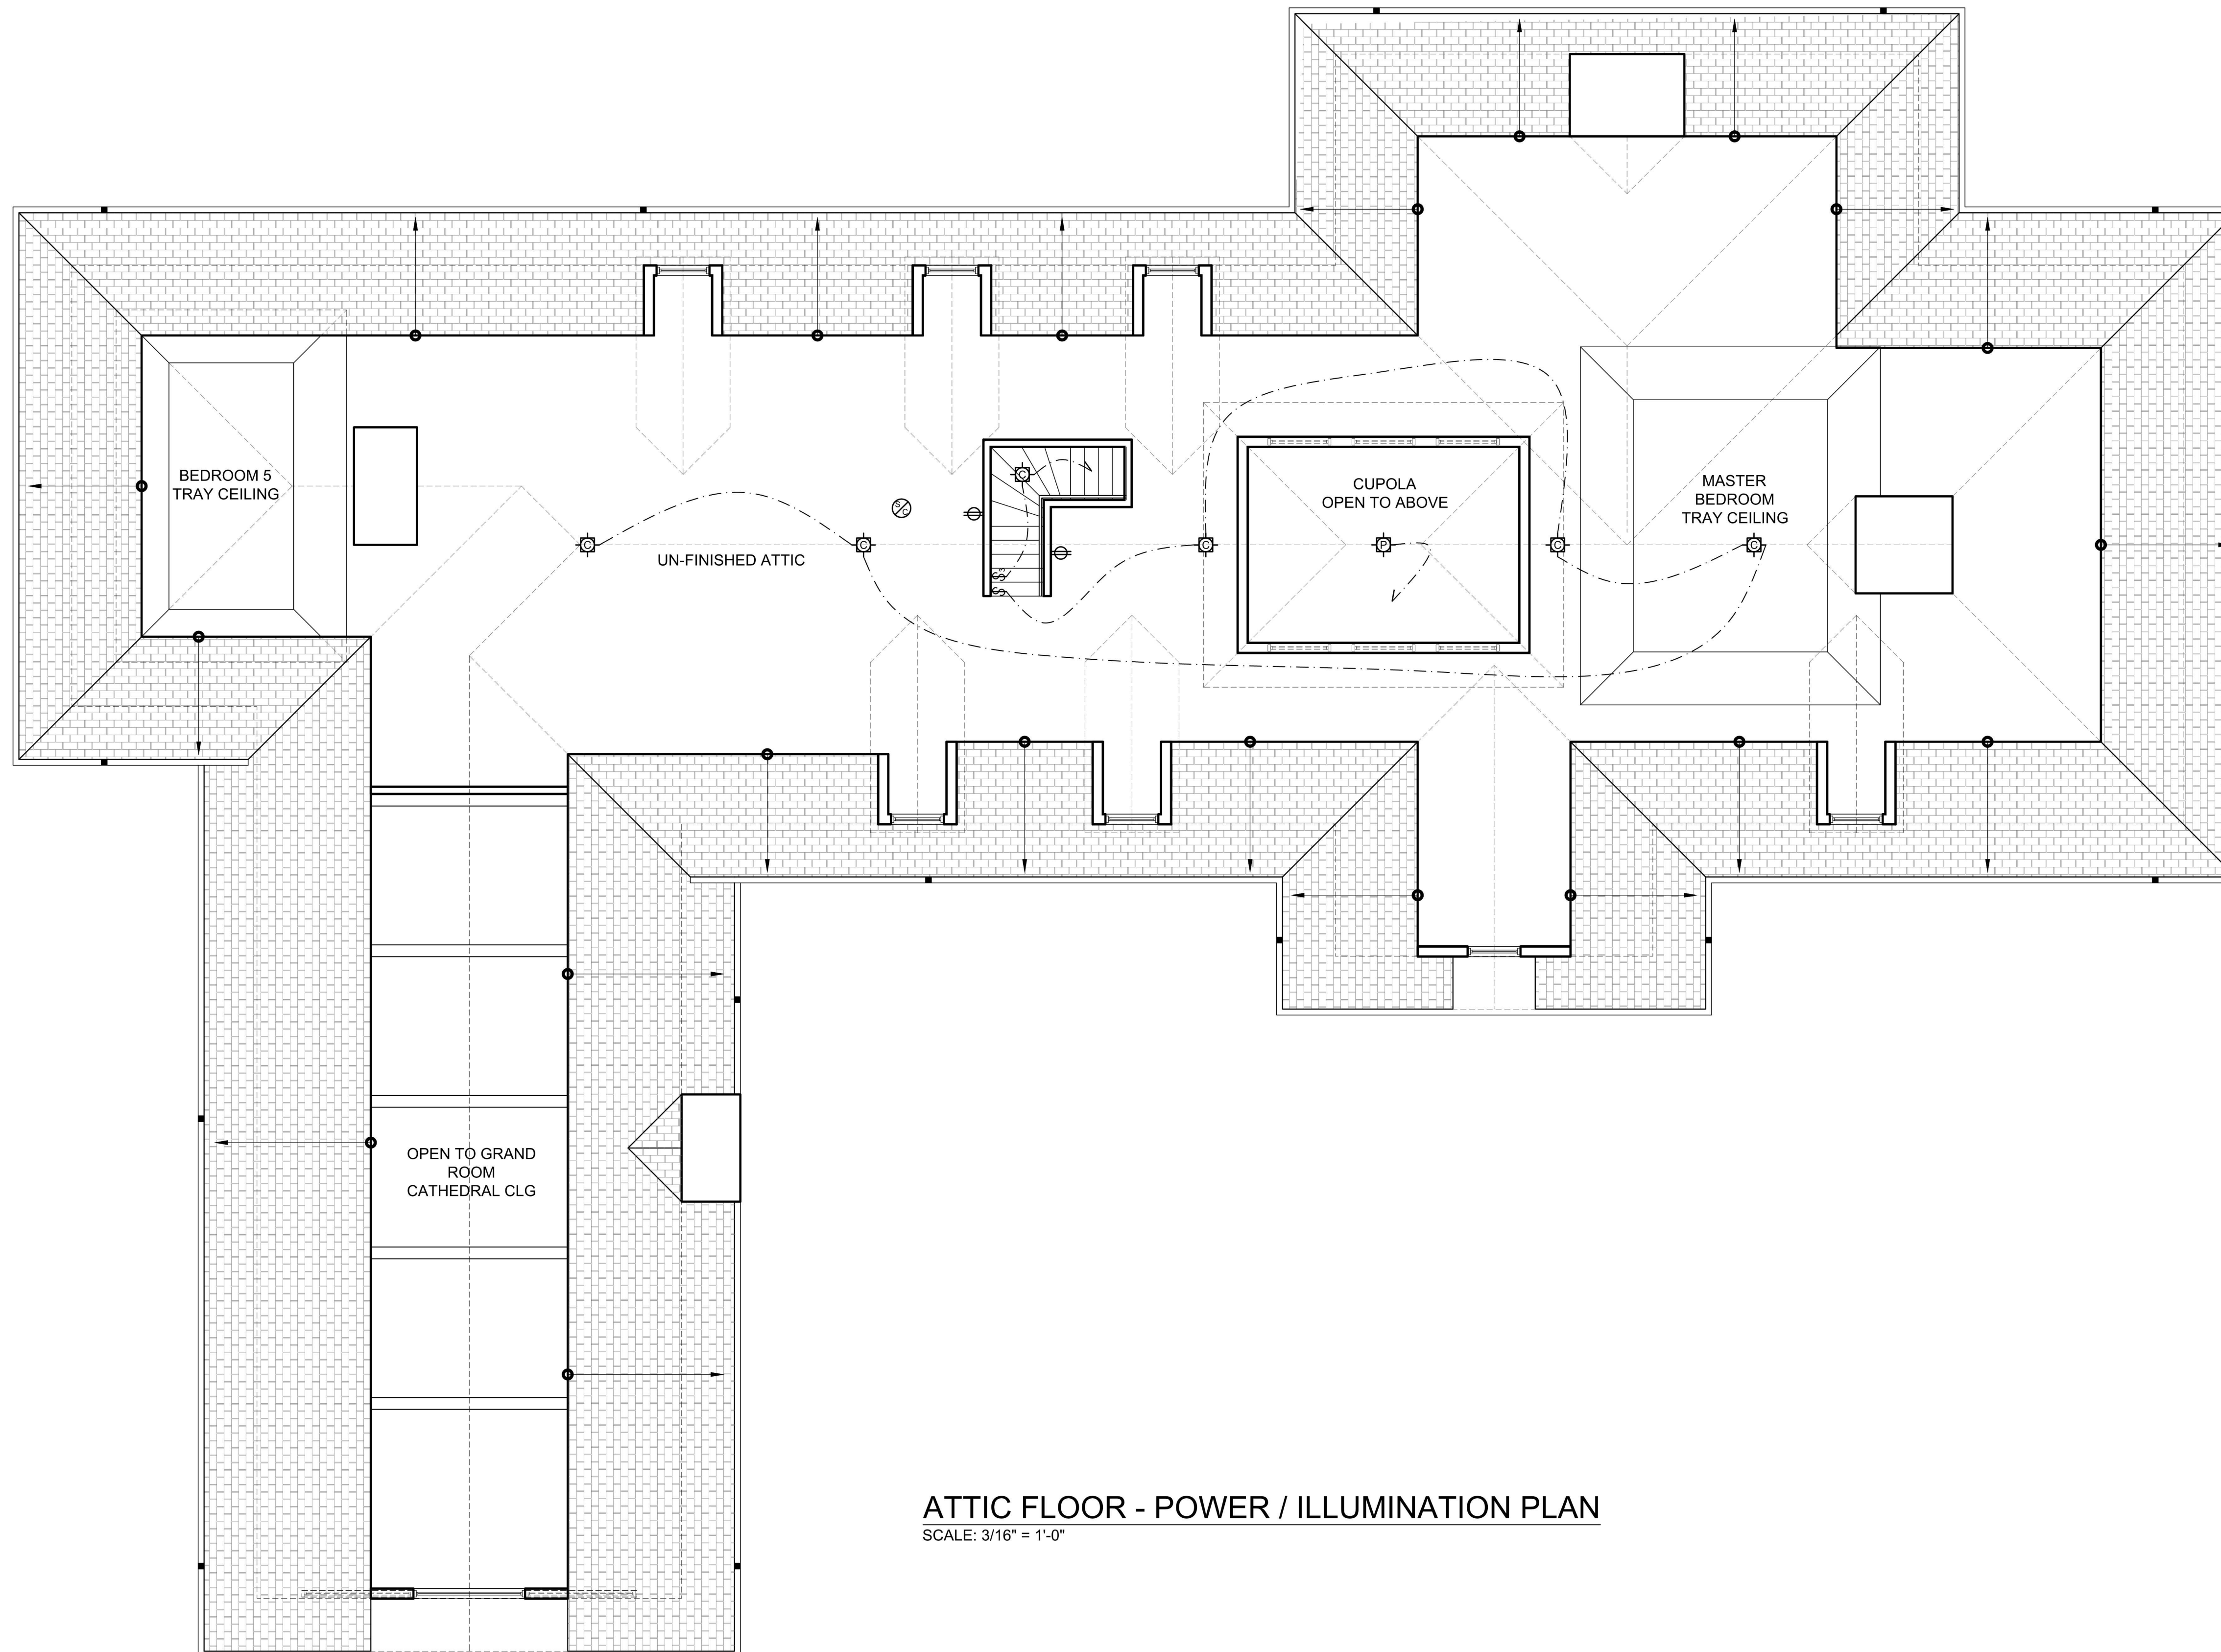 BEDROOM 5
TRAY CEILING
C
S/C
CUPOLA
OPEN TO ABOVE
MASTER
BEDROOM
TRAY CEILING
C
C
C
P
C
C
UN-FINISHED ATTIC
S3
S
OPEN TO GRAND
ROOM
CATHEDRAL CLG
ATTIC FLOOR - POWER / ILLUMINATION PLAN
SCALE: 3/16" = 1'-0"